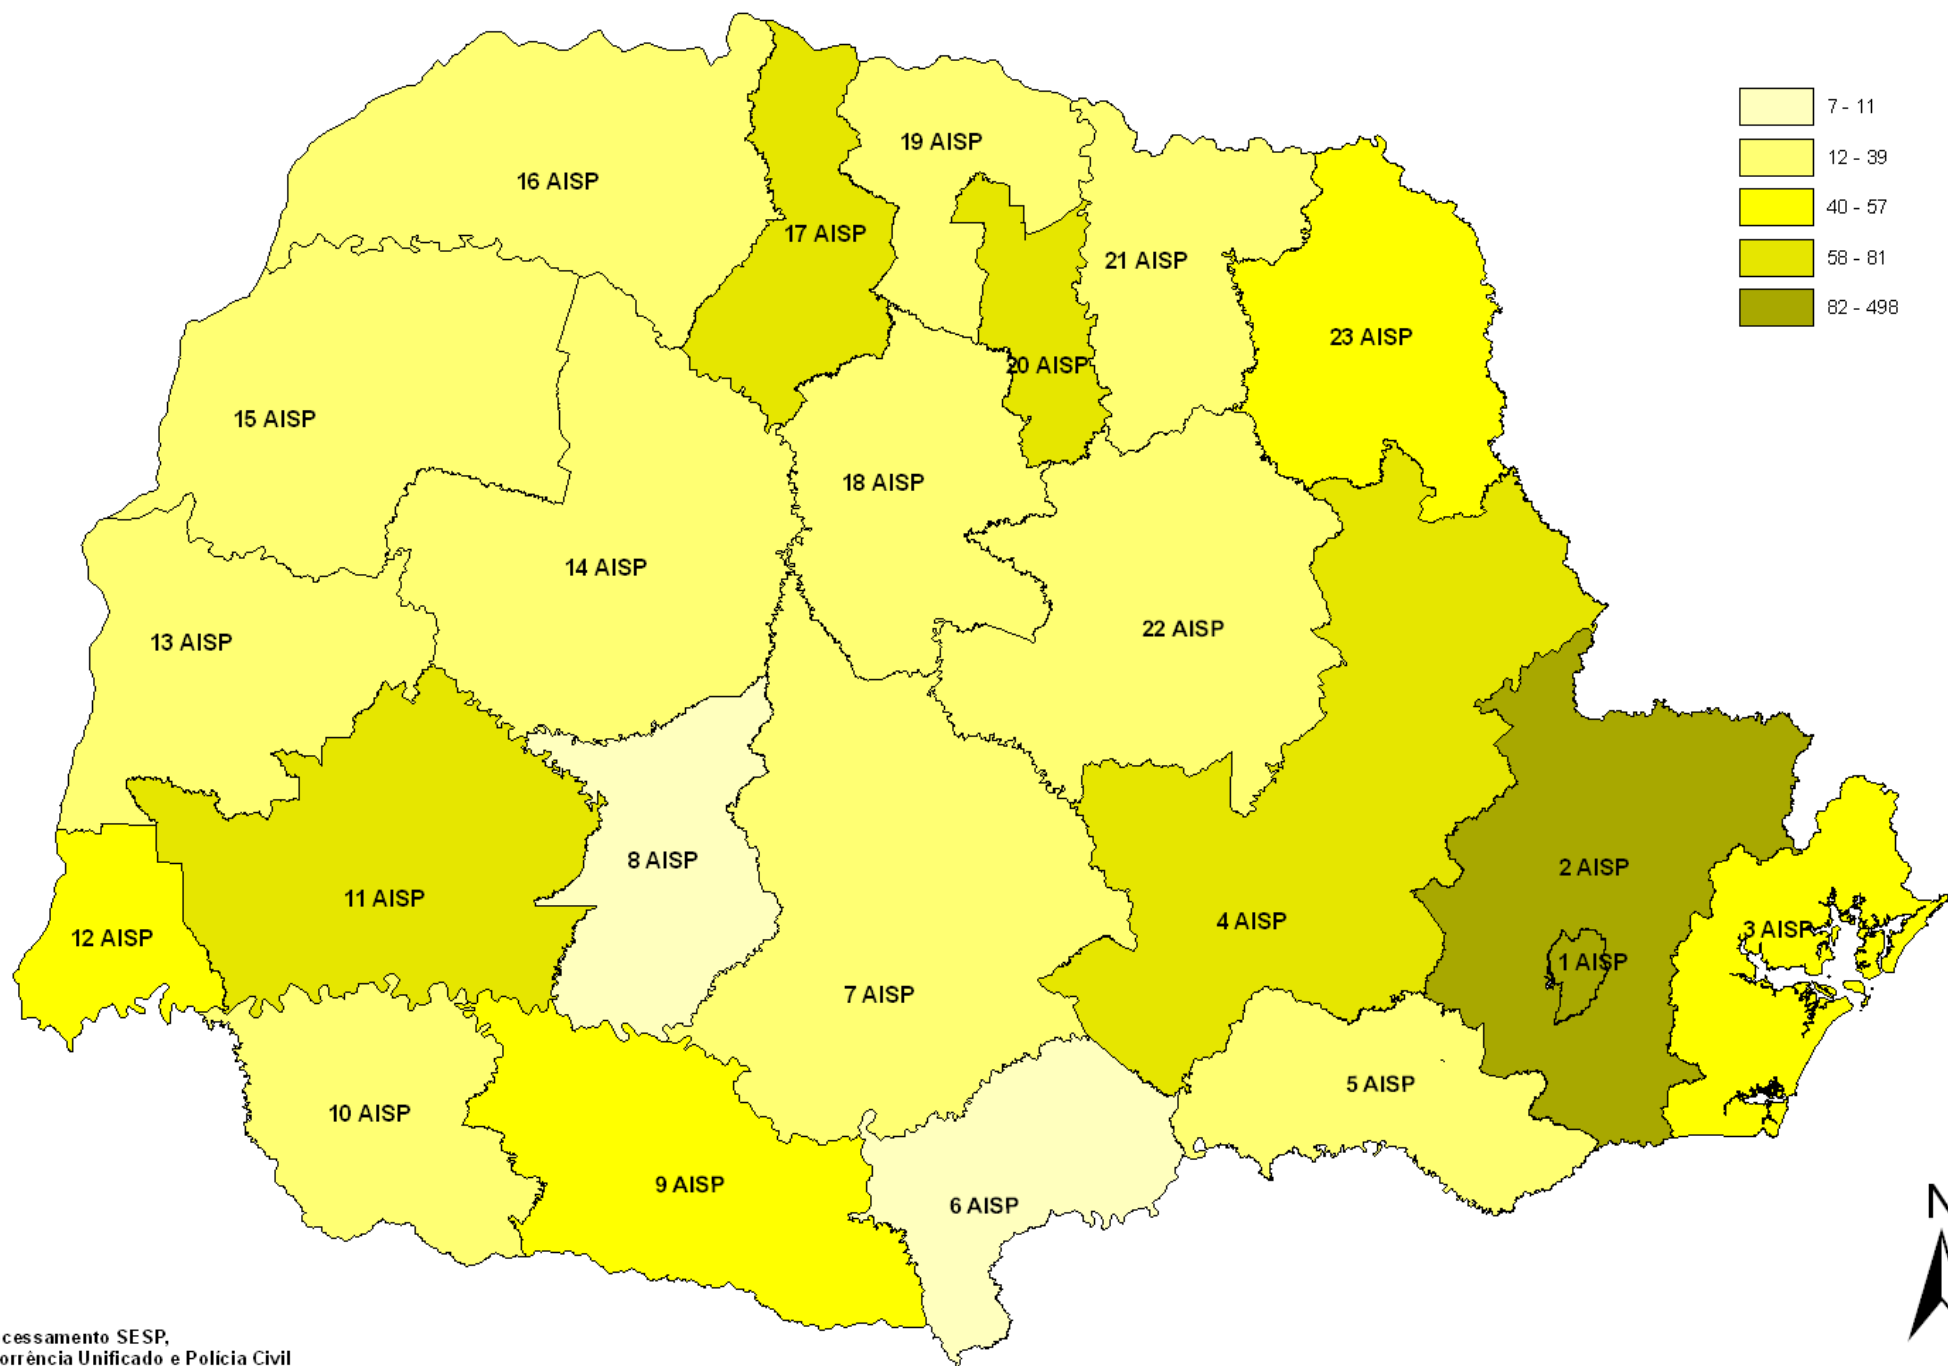 7 - 11
12 - 39
19 AISP
16 AISP
40 - 57
17 AISP
58 - 81
21 AISP
82 - 498
23 AISP
20 AISP
15 AISP
18 AISP
14 AISP
22 AISP
13 AISP
8 AISP
2 AISP
11 AISP
4 AISP
3 AISP
12 AISP
1 AISP
7 AISP
5 AISP
10 AISP
9 AISP
6 AISP
N
cessamento SESP,
orrência Unificado e Polícia Civil